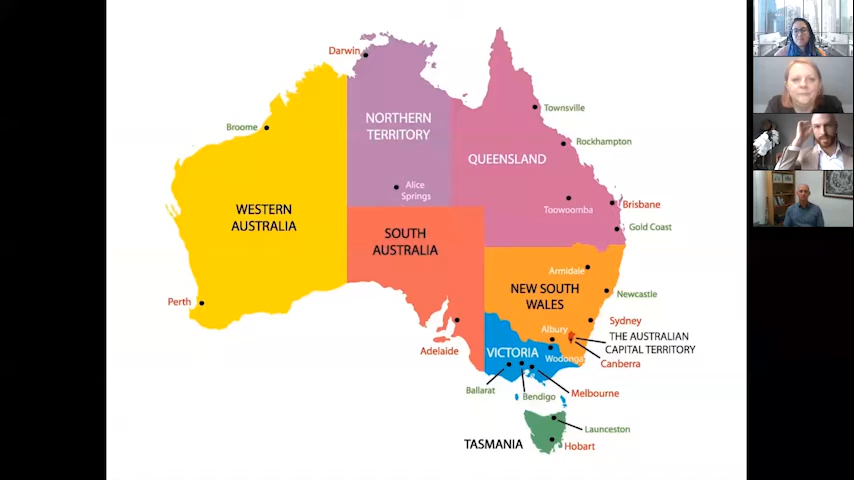 Darwin
NORTHERN
TERRITORY
Townsville
Broome
Rockhampton
QUEENSLAND
Alice
Springs
WESTERN
AUSTRALIA
Toowoomba
Brisbane
Gold Coast
SOUTH
AUSTRALIA
Armidale
NEW SOUTH
WALES
Newcastle
Perth
Sydney
Albury
THE AUSTRALIAN
CAPITAL TERRITORY
Adelaide
VICTORIA
Wodonga
Canberra
Ballarat
Bendigo
Melbourne
Launceston
TASMANIA
Hobart